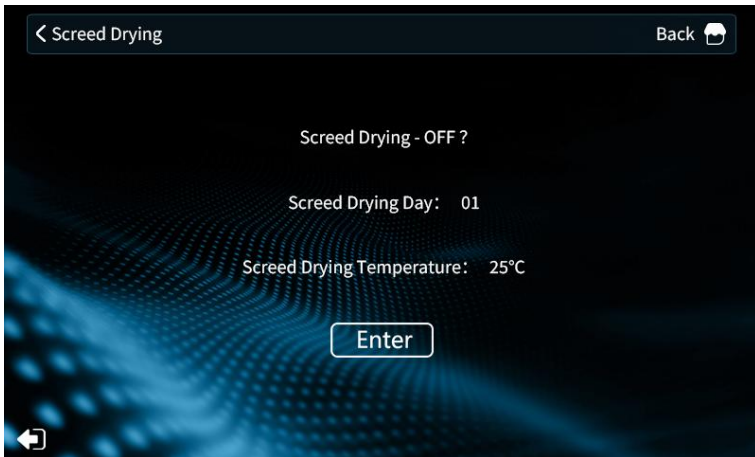 Screed Drying
Back
Screed Drying - OFF ?
Screed Drying Day： 01
Screed Drying Temperature： 25℃
Enter